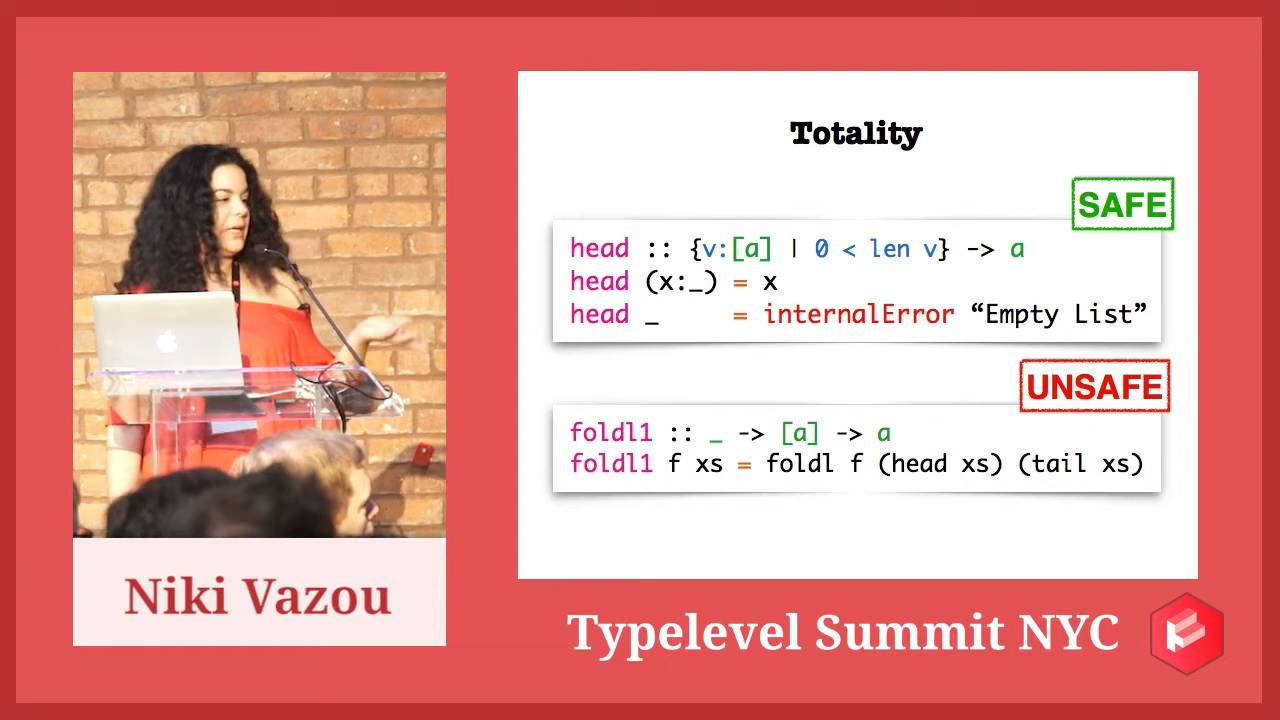 Totality
SAFE
head :: {v:[a] | 0 < len v} -> a
head (x:_) = x
head _     = internalError “Empty List”
UNSAFE
foldl1 :: _ -> [a] -> a
foldl1 f xs = foldl f (head xs) (tail xs)
Niki Vazou
Typelevel Summit NYC